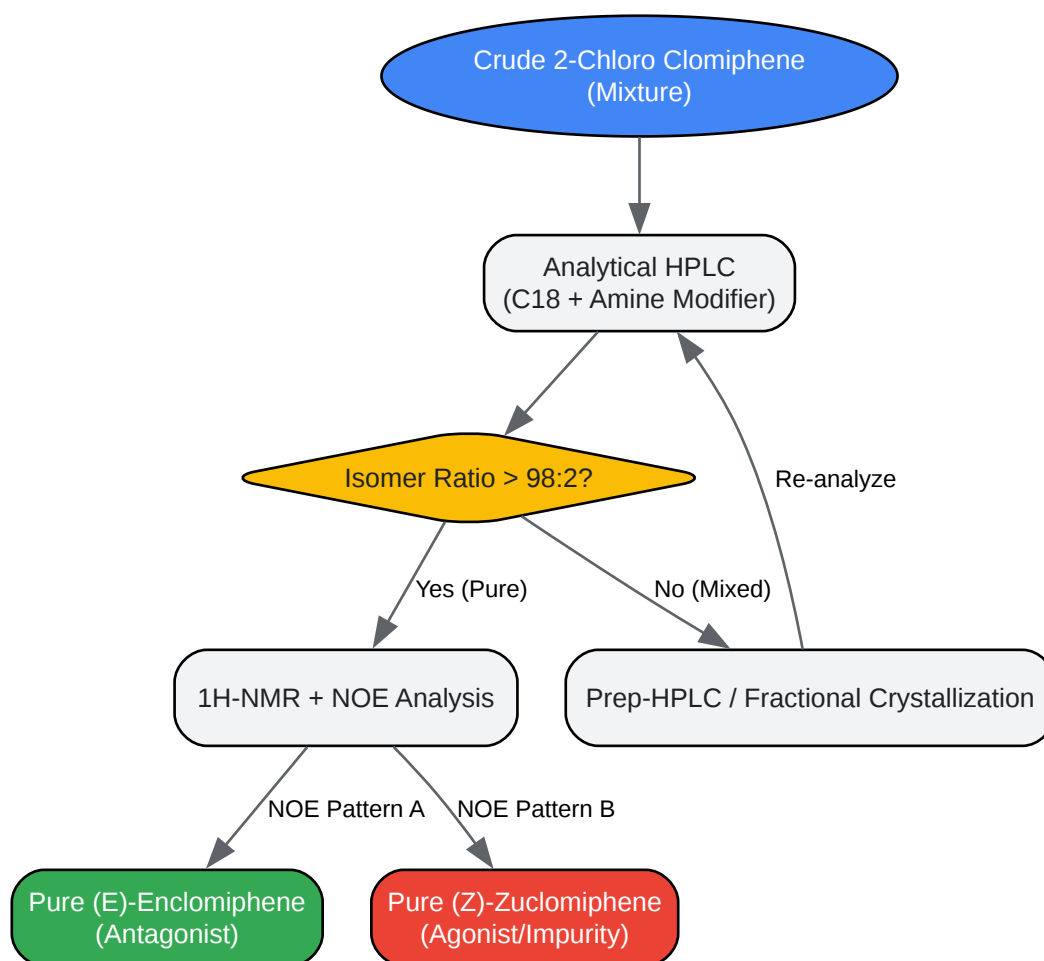 Crude 2-Chloro Clomiphene
(Mixture)
Analytical HPLC
(C18 + Amine Modifier)
Isomer Ratio > 98:2?
Re-analyze
Yes (Pure)
No (Mixed)
1H-NMR + NOE Analysis
Prep-HPLC / Fractional Crystallization
NOE Pattern A
NOE Pattern B
Pure (E)-Enclomiphene
(Antagonist)
Pure (Z)-Zuclomiphene
(Agonist/Impurity)